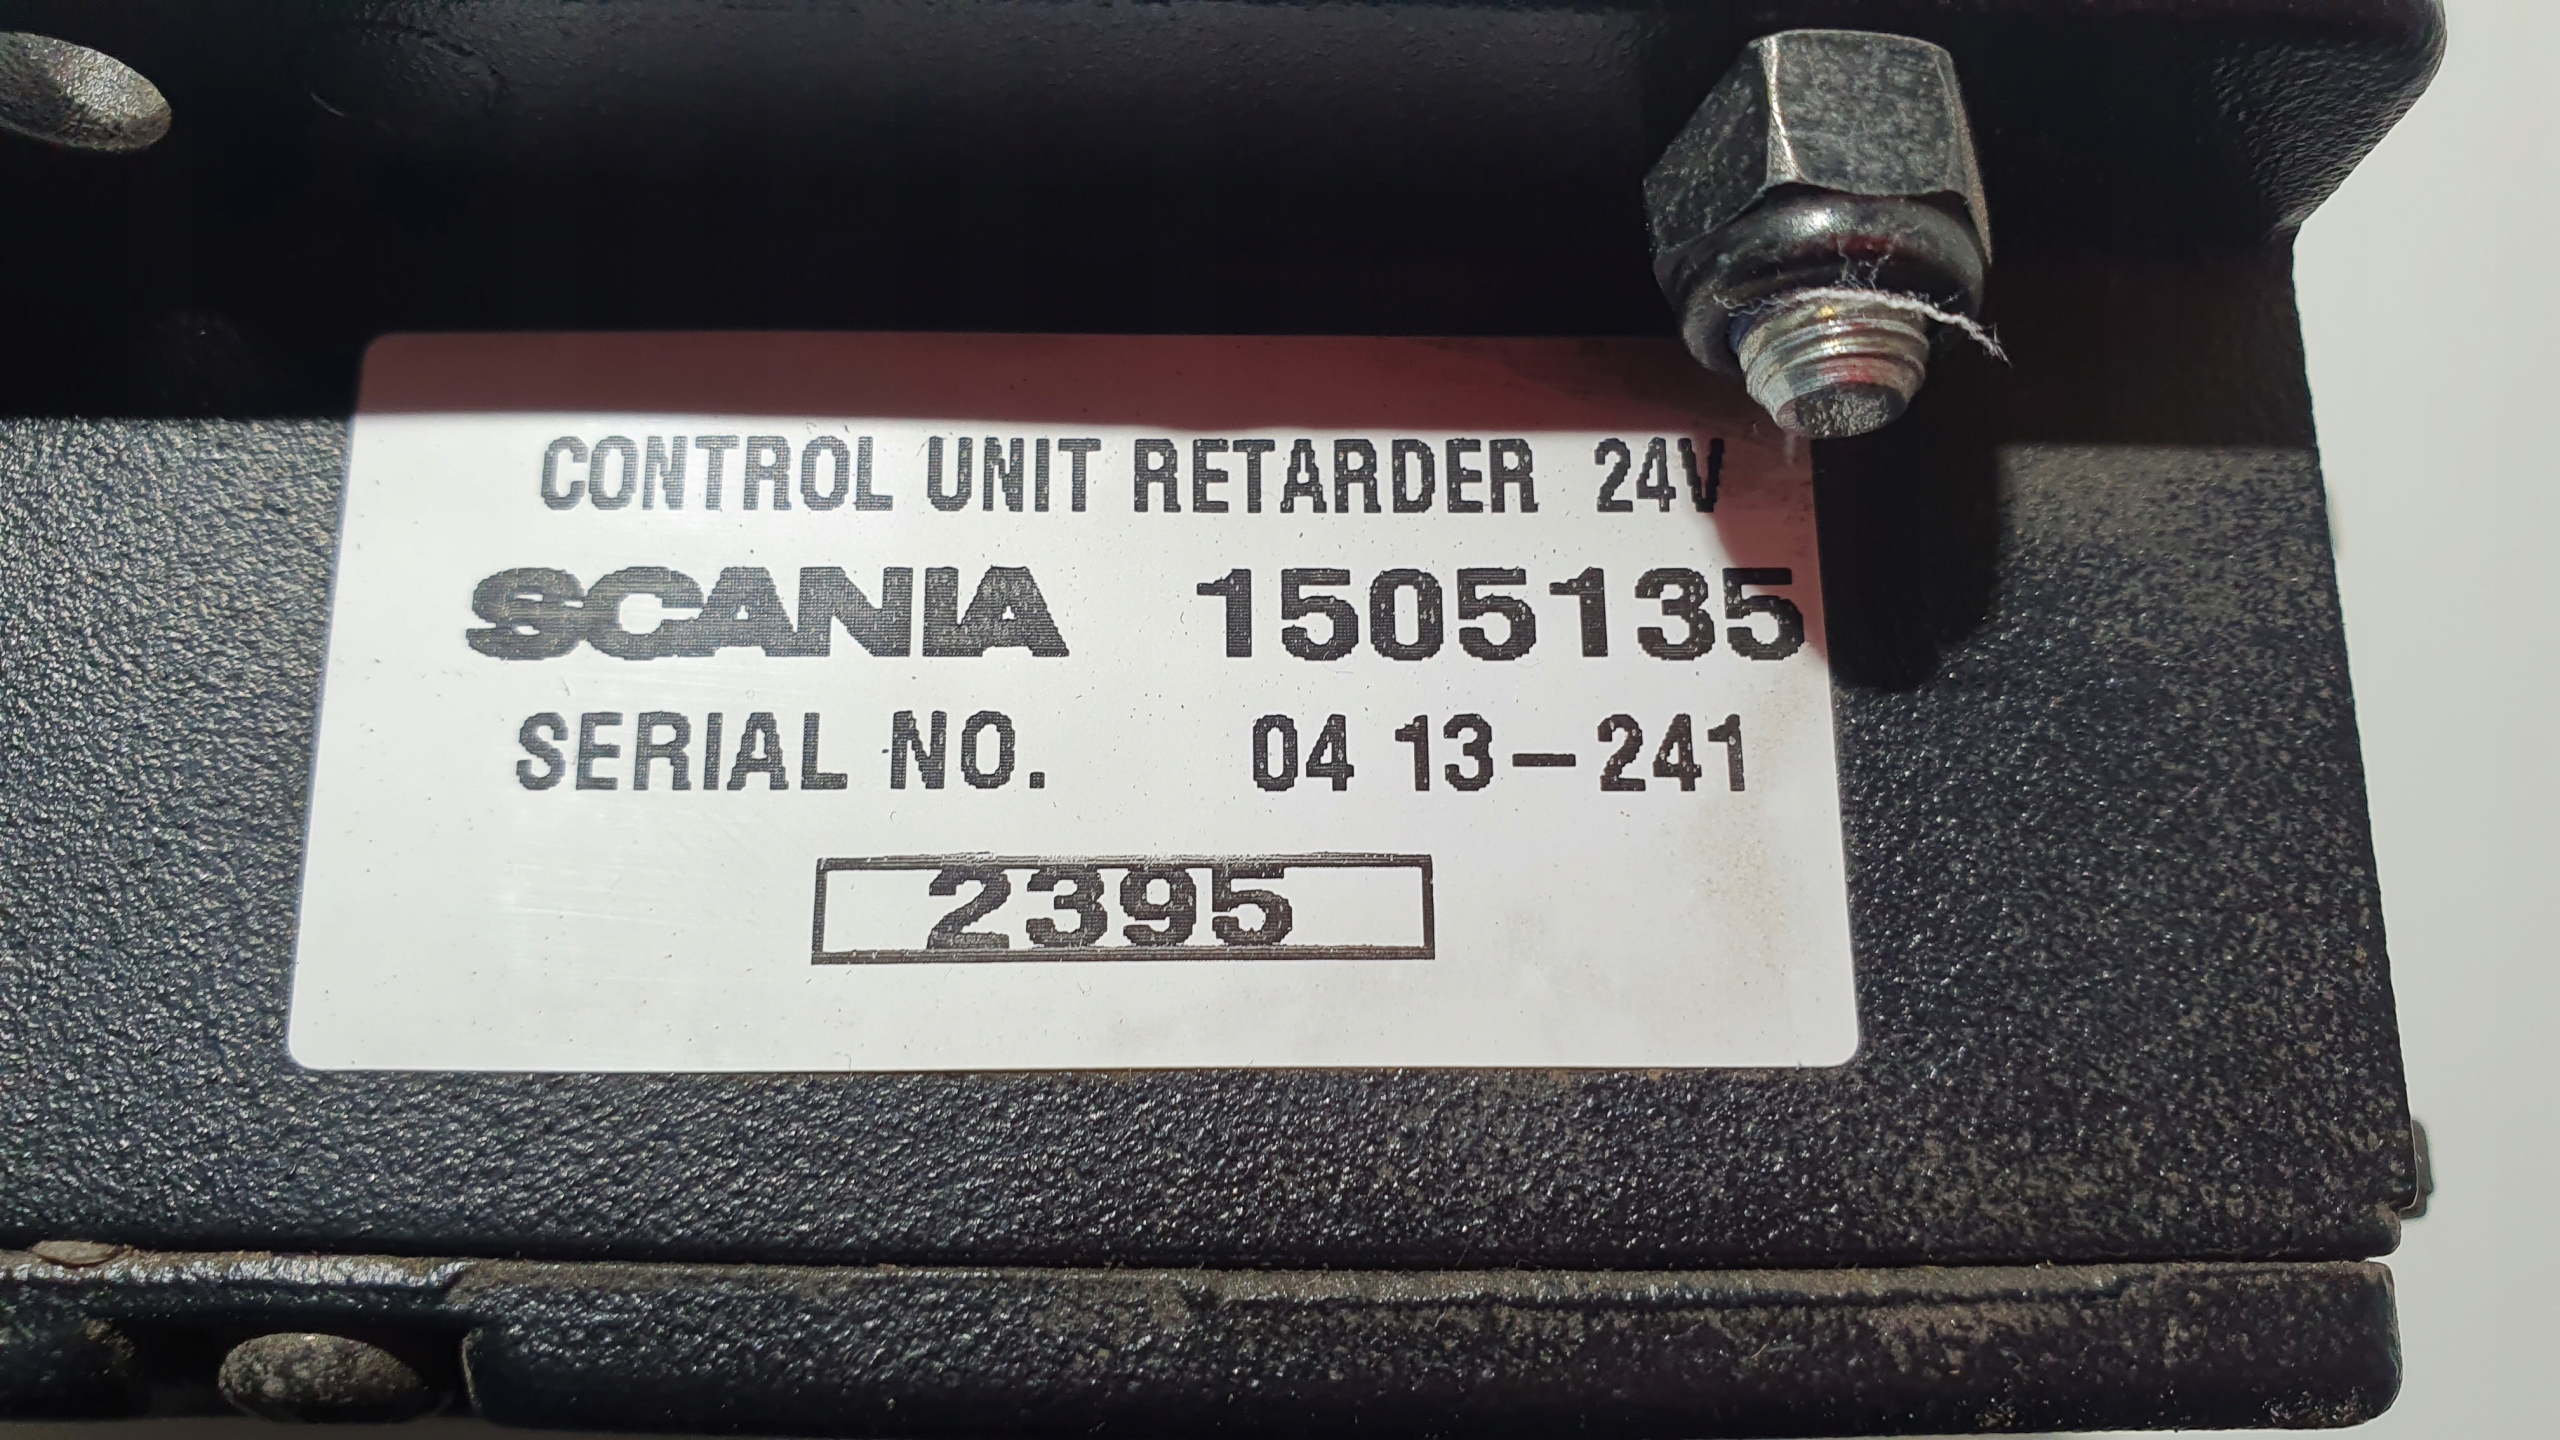 CONTROL UNIT RETARDER 24V
SCANIA 1505135
SERIAL NO. 04 13-241
2395